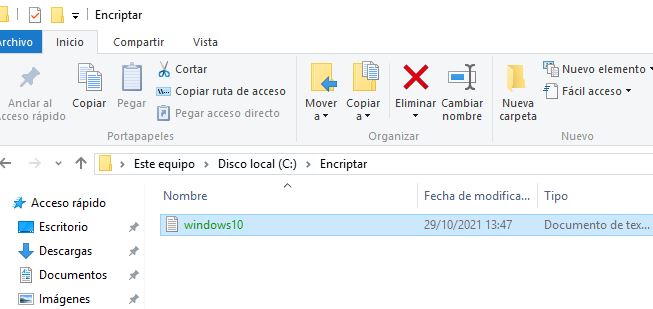 Encriptar
Archivo Inicio Compartir Vista
Anclar al Acceso rápido
Copiar
Pegar
Cortar
Copiar ruta de acceso
Pegar acceso directo
Portapapeles
Mover a
Copiar a
Eliminar
Cambiar nombre
Organizar
Nueva carpeta
Nuevo elemento
Fácil acceso
Nuevo
Este equipo > Disco local (C:) > Encriptar
Acceso rápido
Escritorio
Descargas
Documentos
Imágenes
Nombre Fecha de modifica... Tipo
windows10 29/10/2021 13:47 Documento de tex...